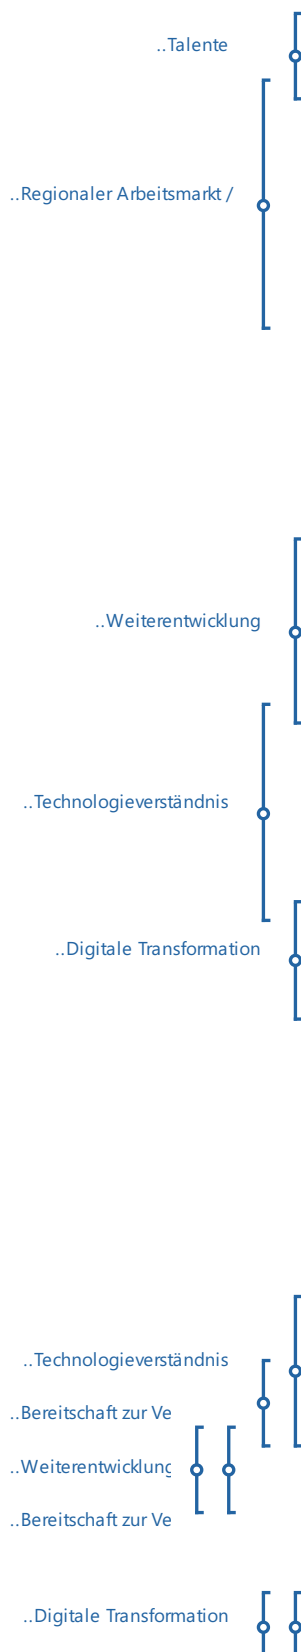 ..Talente
..Regionaler Arbeitsmarkt /
..Weiterentwicklung
..Technologieverständnis
..Digitale Transformation
..Technologieverständnis
..Bereitschaft zur Ve
..Weiterentwicklung
..Bereitschaft zur Ve
..Digitale Transformation